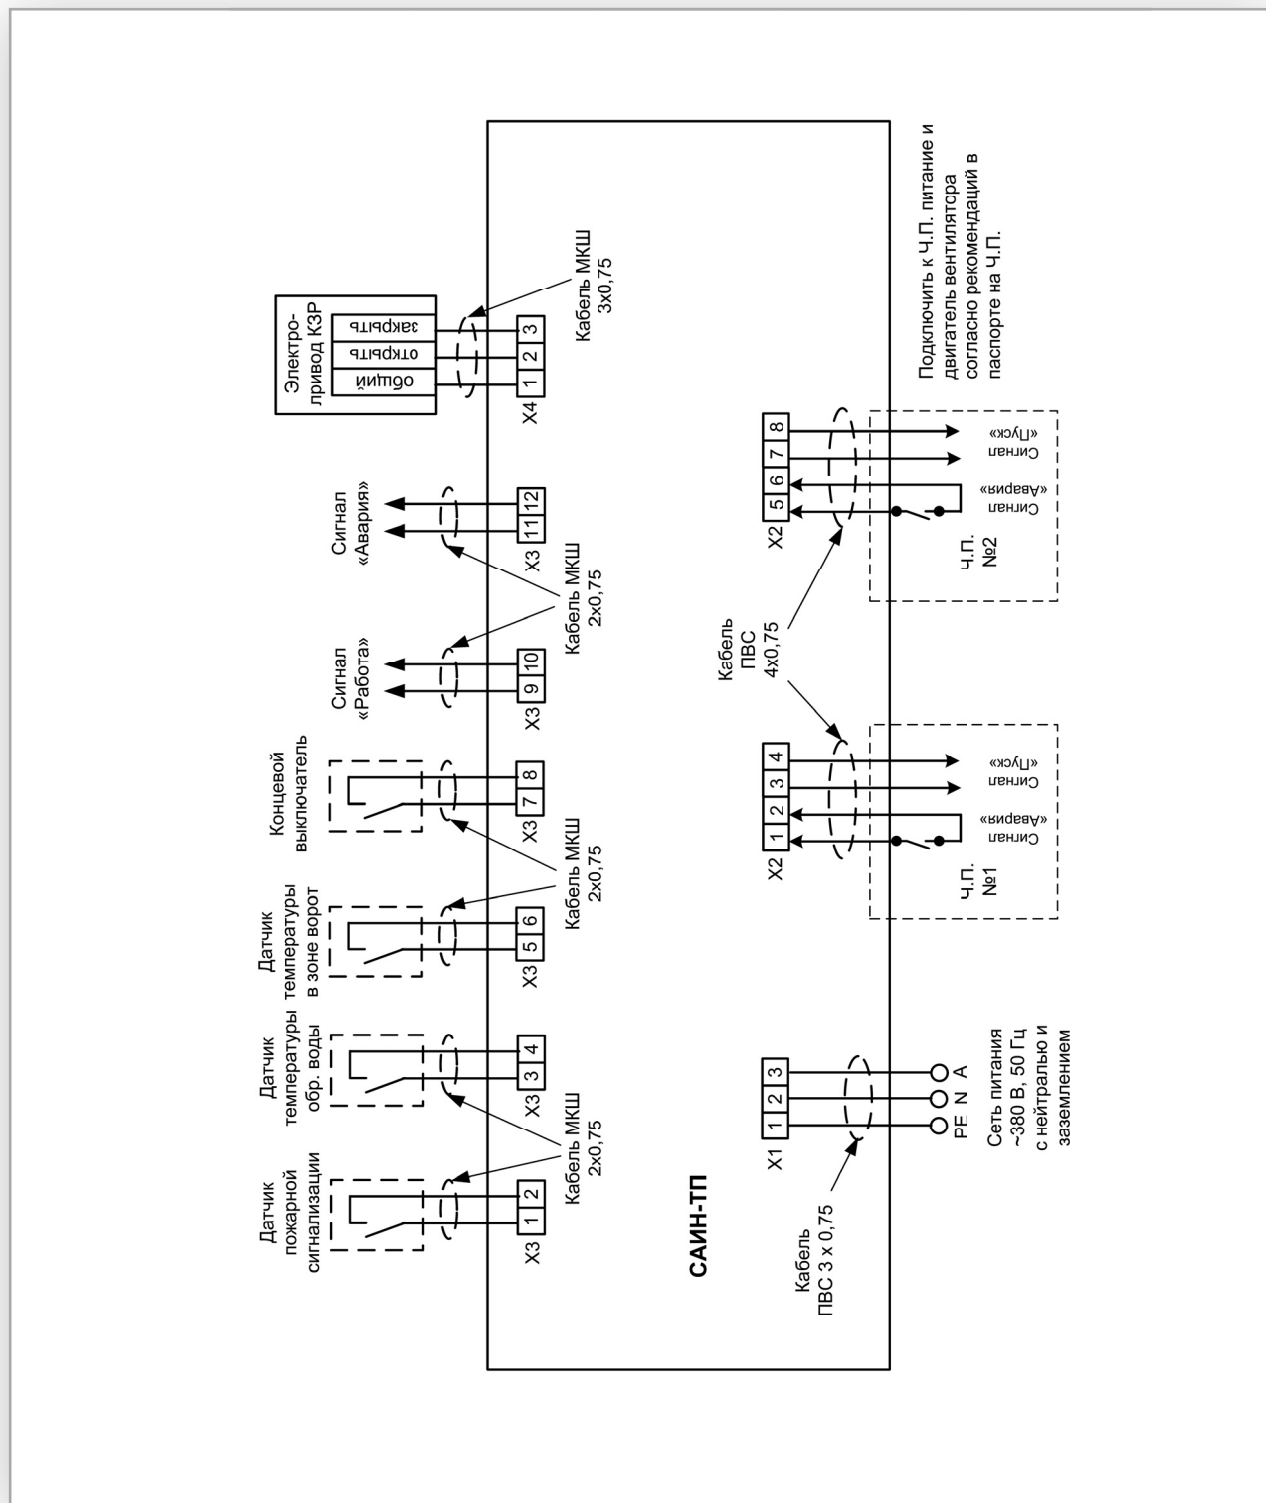 Датчик
пожарной
сигнализации
Датчик
температуры
обр. воды
Датчик
температуры
в зоне ворот
Концевой
выключатель
Сигнал
«Работа»
Сигнал
«Авария»
Электро-
привод КЗР
общий
открыть
закрыть
X3 1 2
X3 3 4
X3 5 6
X3 7 8
X3 9 10
X3 11 12
X4 1 2 3
Кабель МКШ
2x0,75
Кабель МКШ
2x0,75
Кабель МКШ
2x0,75
Кабель МКШ
3x0,75
САИН-ТП
Кабель
ПВС 3 x 0,75
Кабель
ПВС
4x0,75
X1 1 2 3
X2 1 2 3 4
X2 5 6 7 8
PE N A
Сеть питания
~380 В, 50 Гц
с нейтралью и
заземлением
Ч.П.
№1
Сигнал
«Авария»
Сигнал
«Пуск»
Ч.П.
№2
Сигнал
«Авария»
Сигнал
«Пуск»
Подключить к Ч.П. питание и
двигатель вентилятсра
согласно рекомендаций в
паспорте на Ч.П.